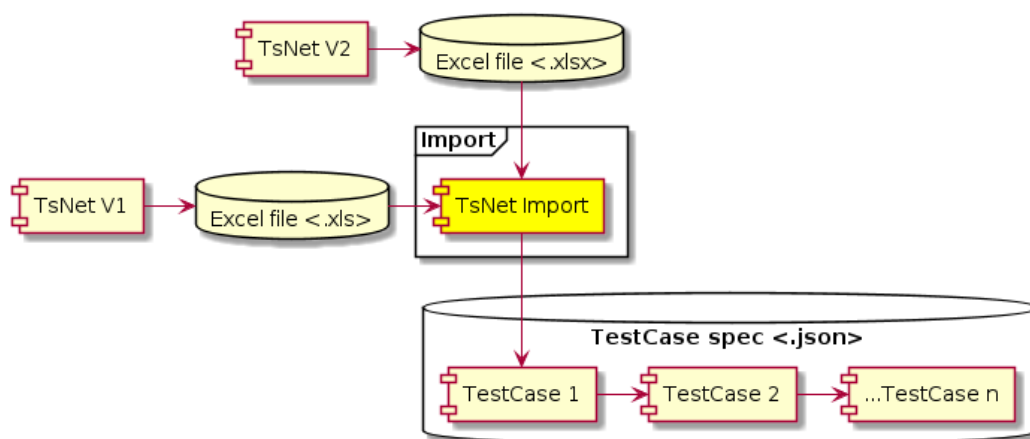 TsNet V2
Excel file <.xlsx>
Import
TsNet V1
Excel file <.xls>
TsNet Import
TestCase spec <.json>
TestCase 1
TestCase 2
...TestCase n